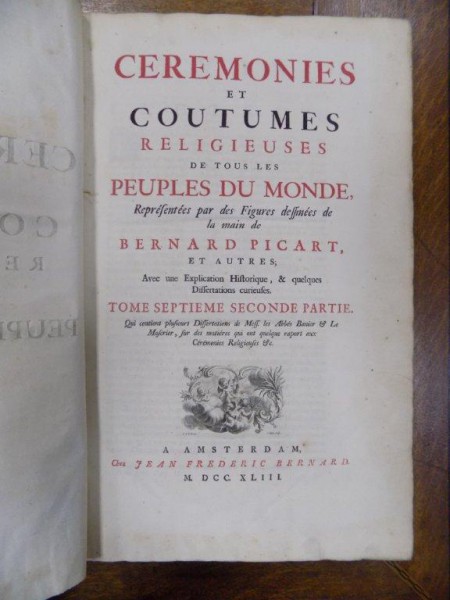 CEREMONIES
ET
COUTUMES
RELIGIEUSES
DE TOUS LES
PEUPLES DU MONDE,
Repréſentées par des Figures deſſinées de
la main de
BERNARD PICART,
ET AUTRES;
Avec une Explication Hiſtorique, & quelques
Diſſertations curieuſes.
TOME SEPTIEME SECONDE PARTIE.
Qui contient pluſieurs Diſſertations de Meſſ. les Abbés Banier & Le
Maſcrier, ſur des matiéres qui ont quelque raport aux
Cérémonies Religieuſes &c.
A AMSTERDAM,
Chez JEAN FREDERIC BERNARD.
M. DCC. XLIII.